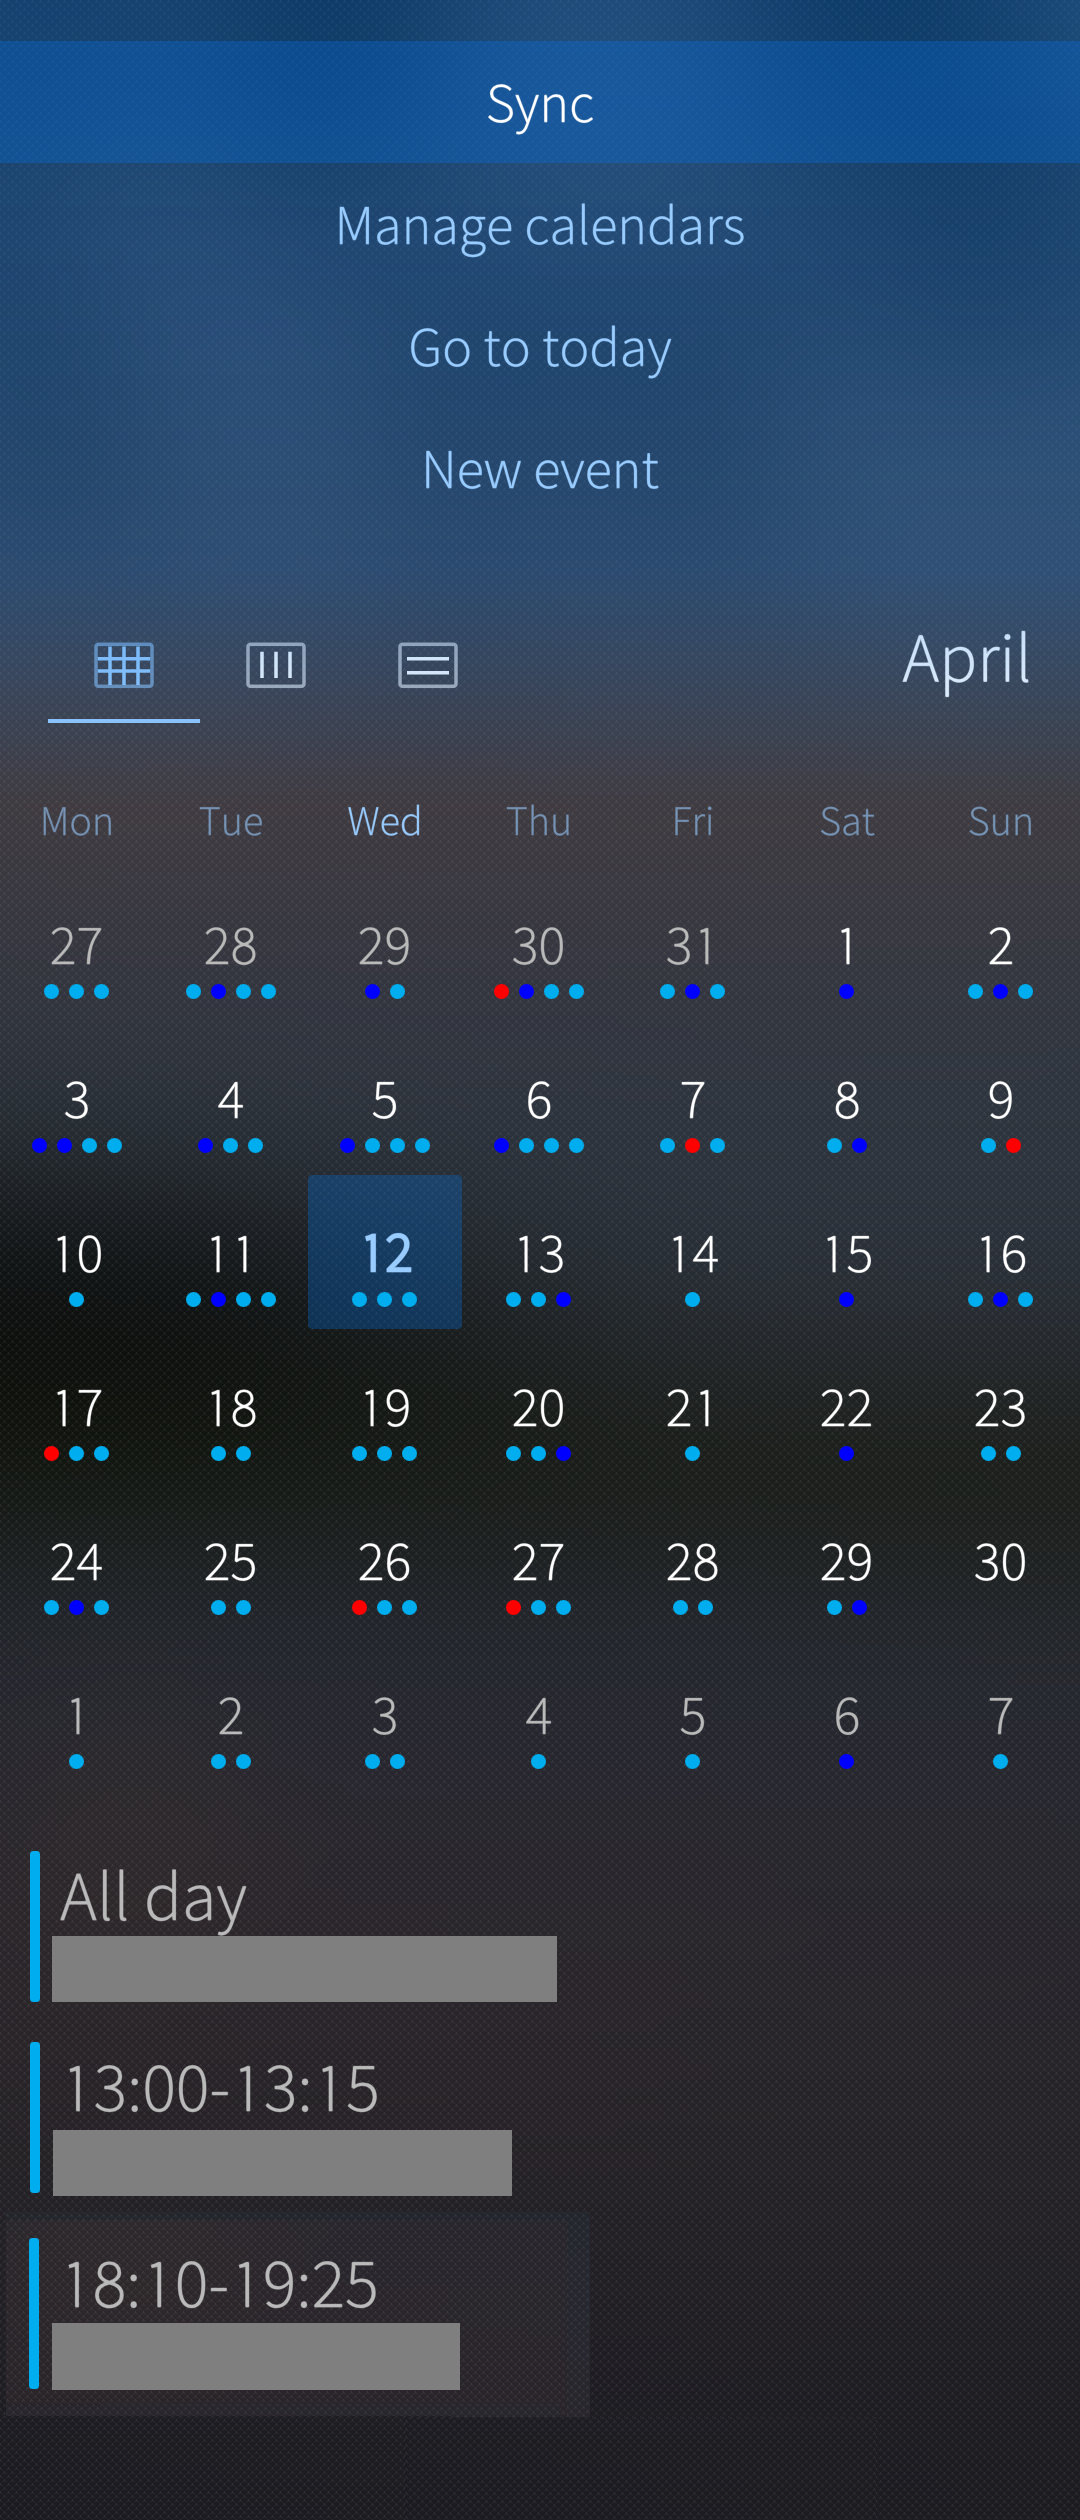 Sync
Manage calendars
Go to today
New event
April
Mon Tue Wed Thu Fri Sat Sun
27 28 29 30 31 1 2
3 4 5 6 7 8 9
10 11 12 13 14 15 16
17 18 19 20 21 22 23
24 25 26 27 28 29 30
1 2 3 4 5 6 7
All day
13:00-13:15
18:10-19:25